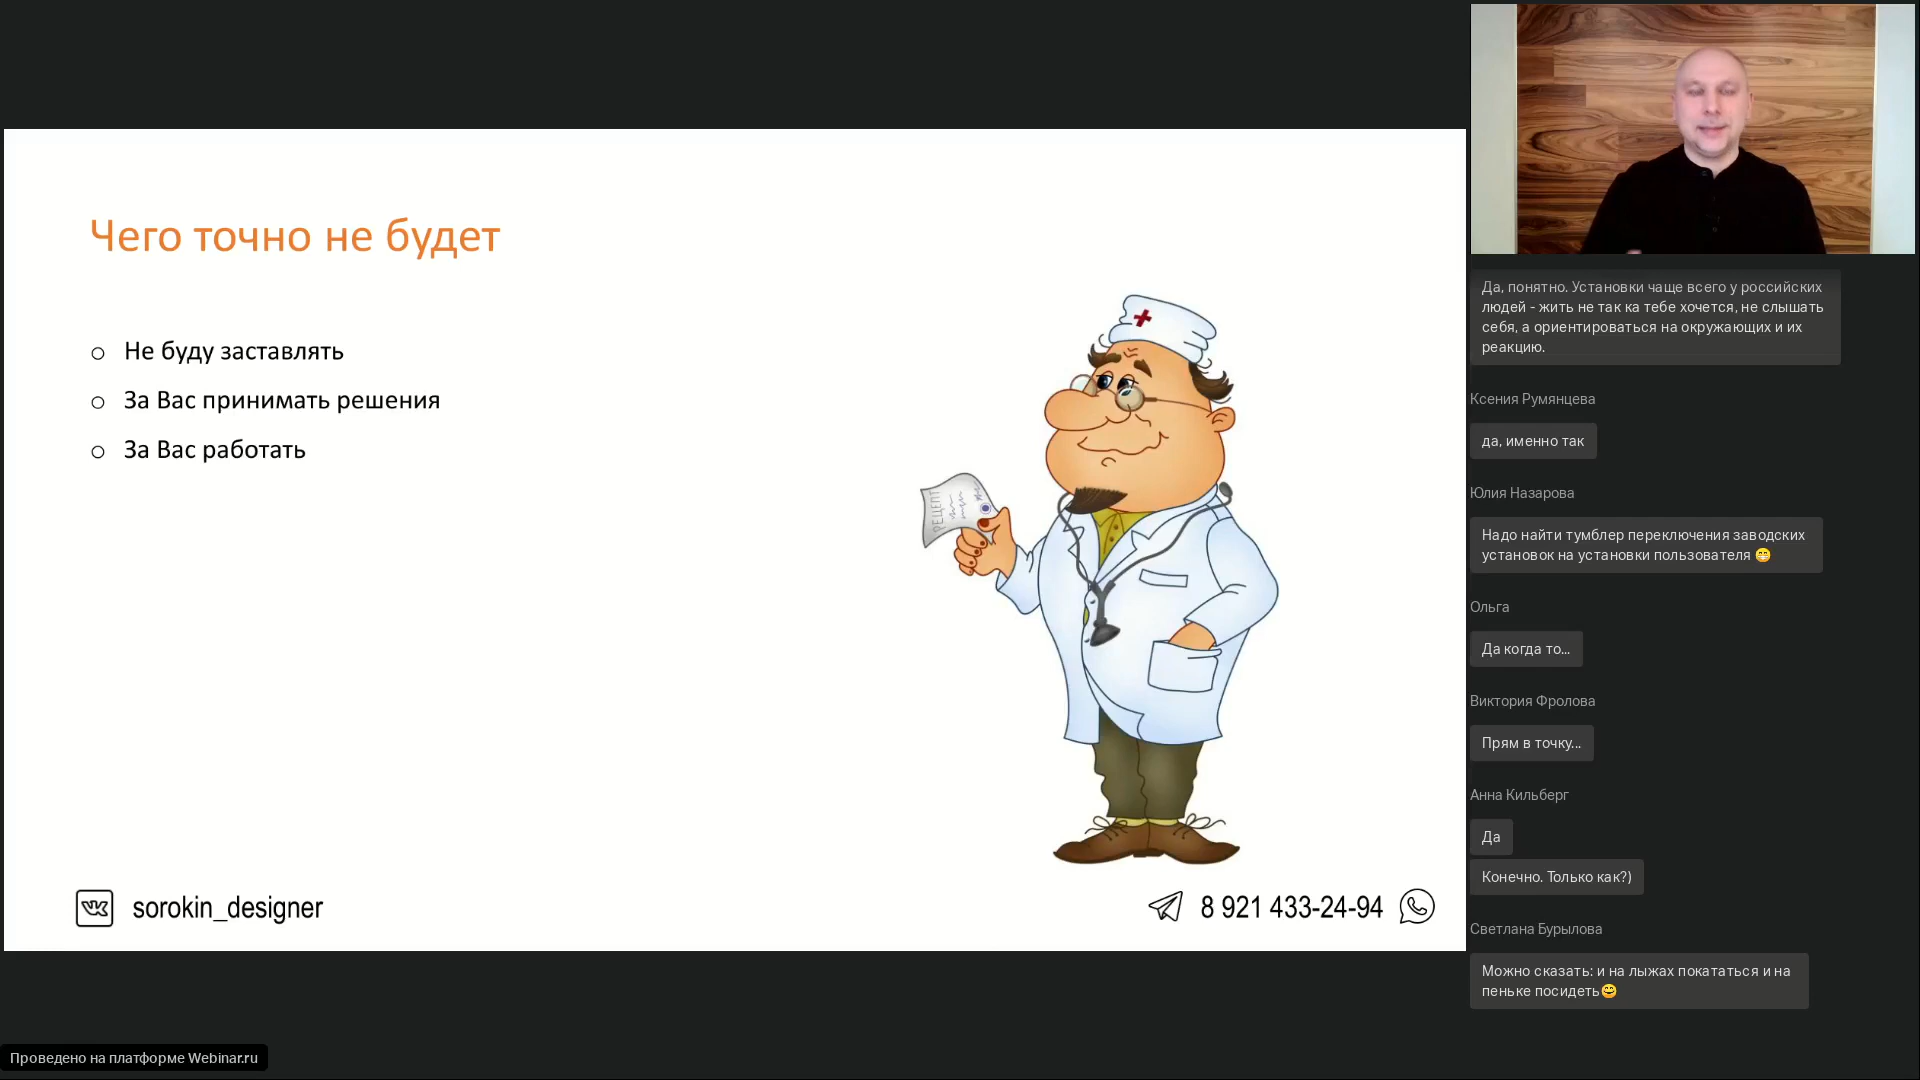 Чего точно не будет
Не буду заставлять
За Вас принимать решения
За Вас работать
РЕЦЕПТ
sorokin_designer
8 921 433-24-94
Да, понятно. Установки чаще всего у российских
людей - жить не так ка тебе хочется, не слышать
себя, а ориентироваться на окружающих и их
реакцию.
Ксения Румянцева
да, именно так
Юлия Назарова
Надо найти тумблер переключения заводских
установок на установки пользователя 😁
Ольга
Да когда то...
Виктория Фролова
Прям в точку...
Анна Кильберг
Да
Конечно. Только как?)
Светлана Бурылова
Можно сказать: и на лыжах покататься и на
пеньке посидеть😊
Проведено на платформе Webinar.ru